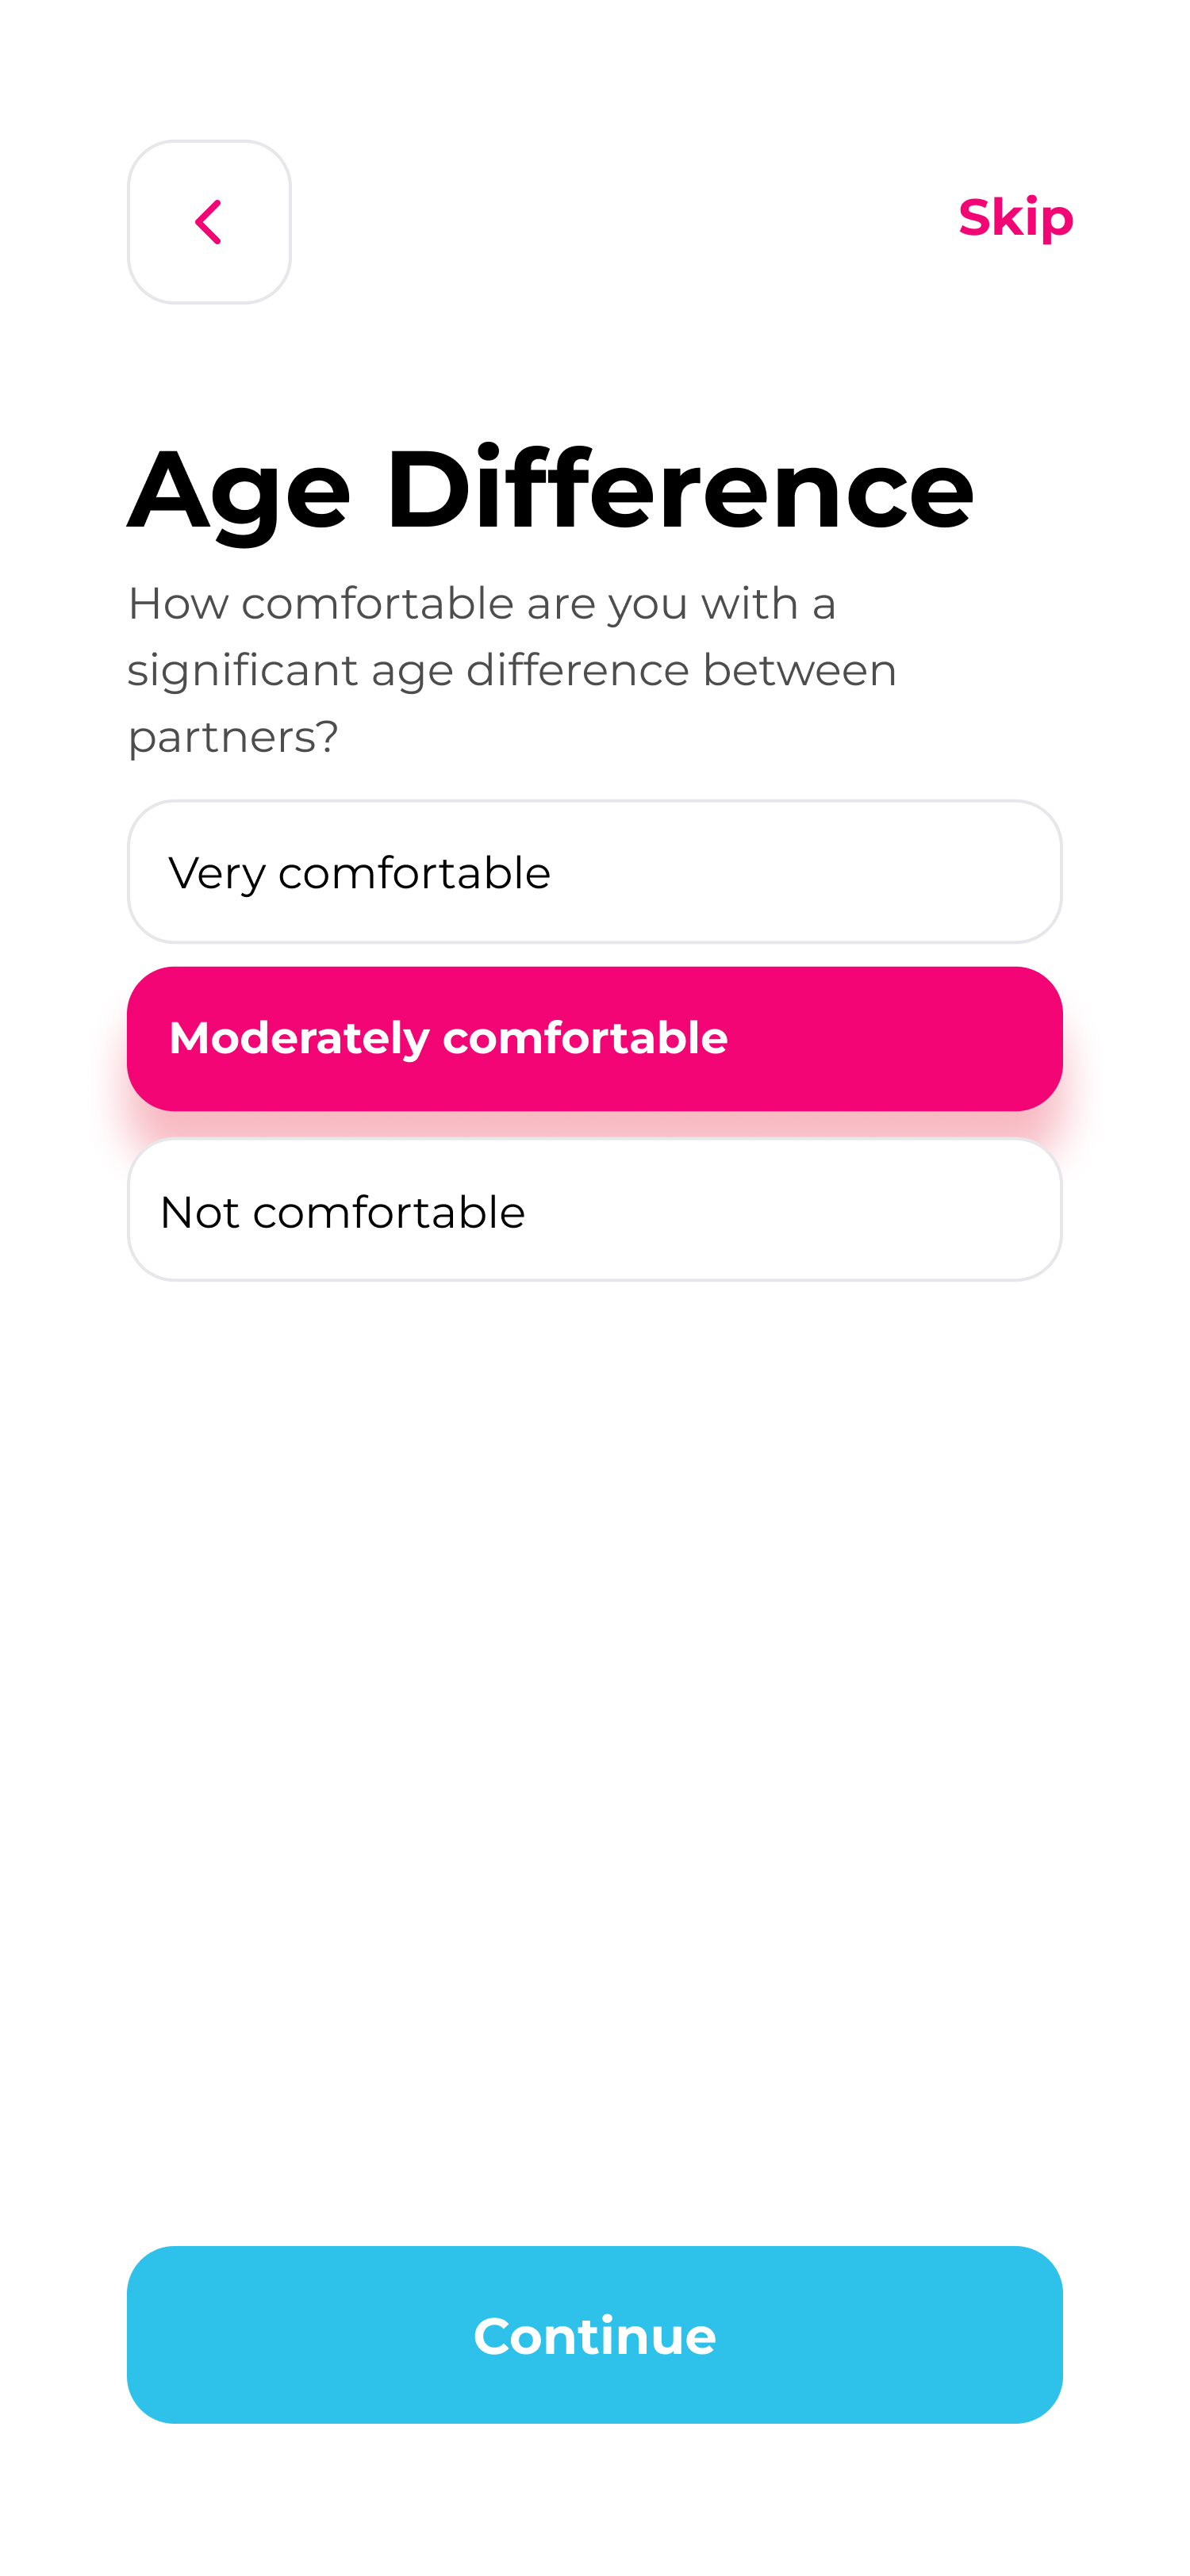 Skip
Age Difference
How comfortable are you with a
significant age difference between
partners?
Very comfortable
Moderately comfortable
Not comfortable
Continue